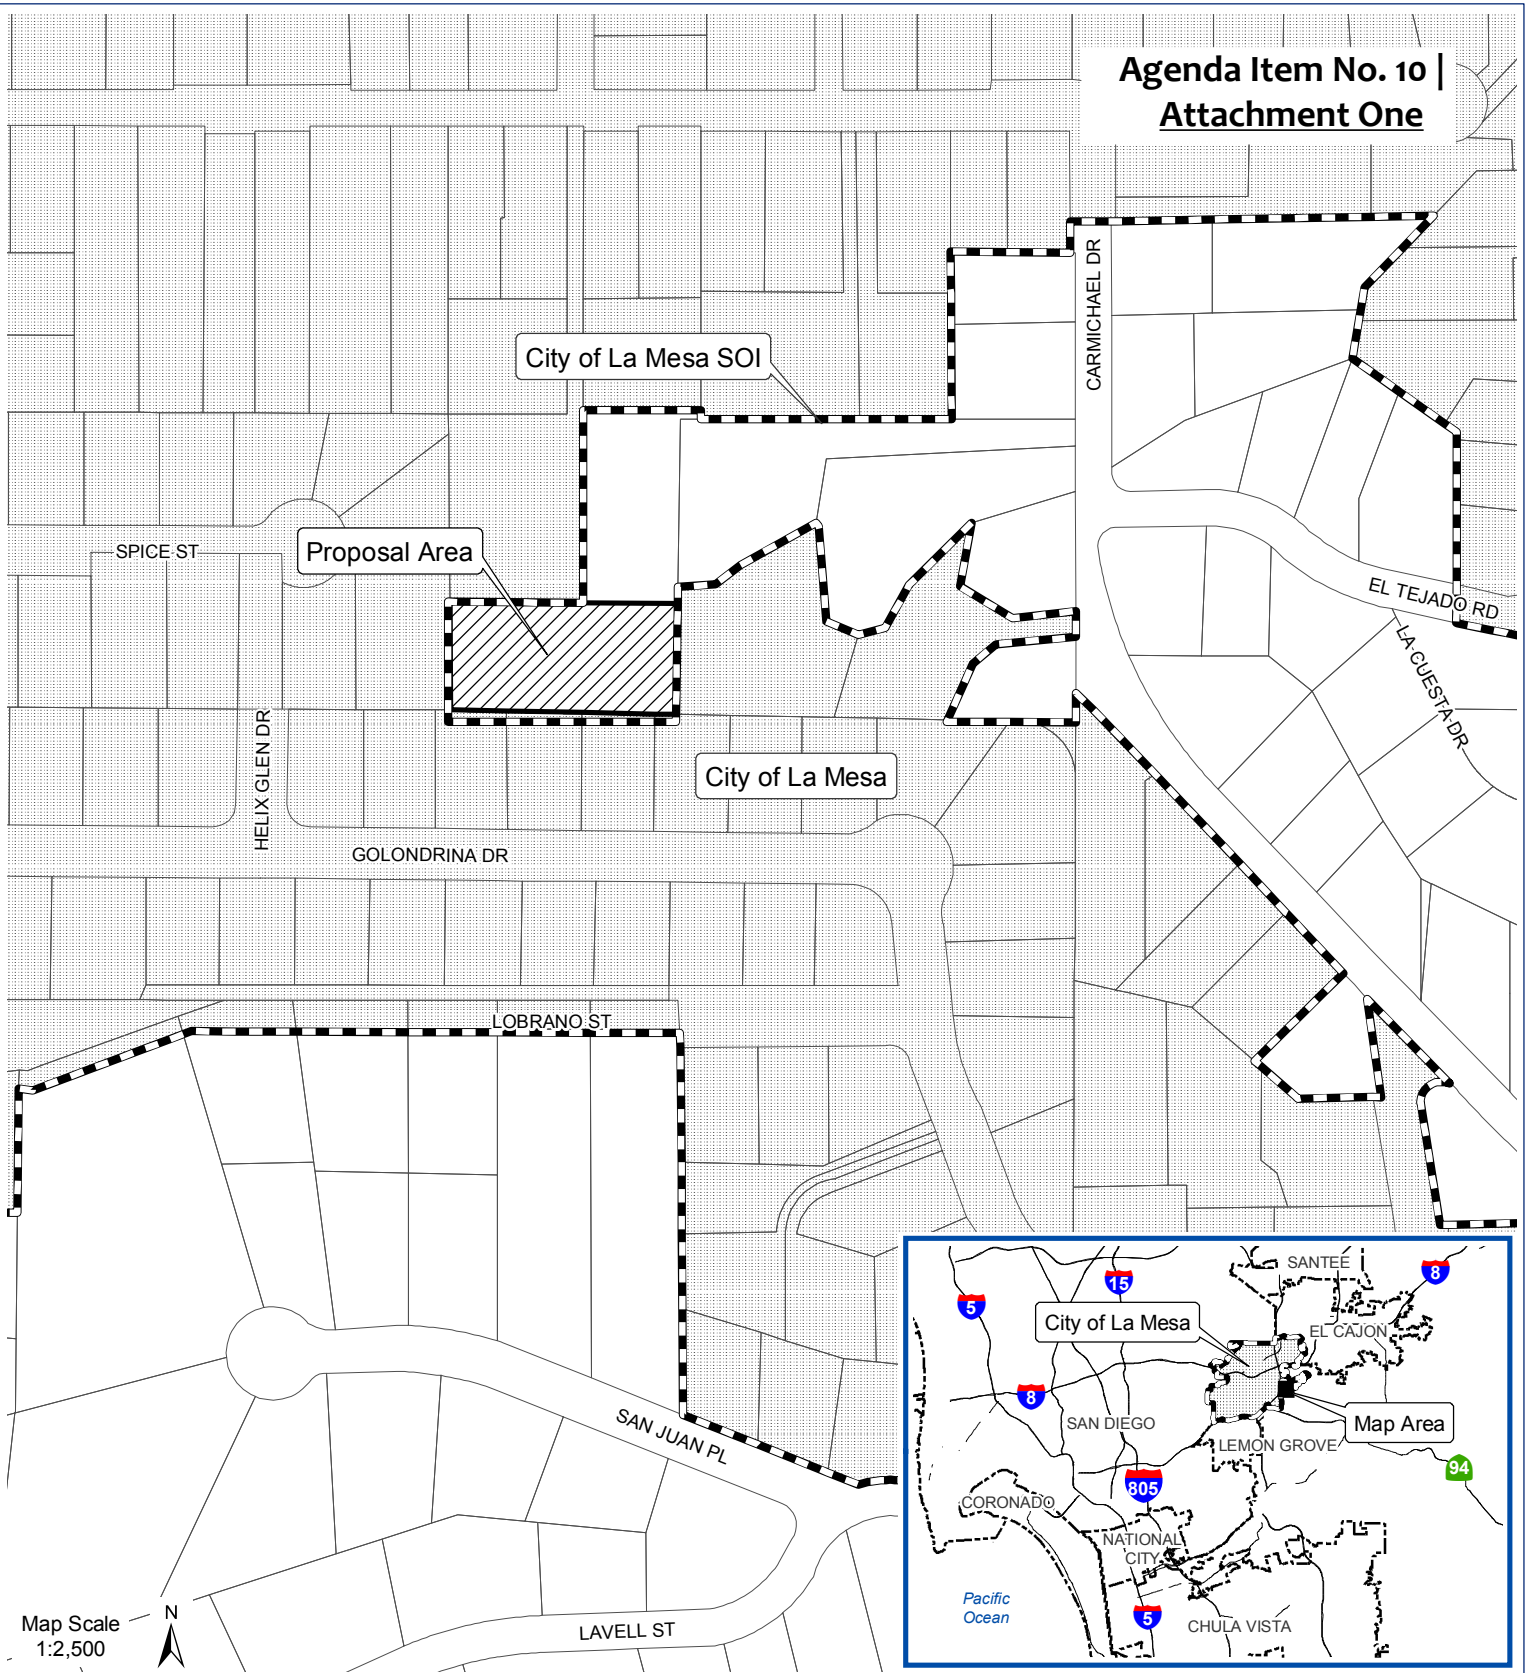 Agenda Item No. 10 |
Attachment One
CARMICHAEL DR
City of La Mesa SOI
SPICE ST
Proposal Area
EL TEJADO RD
LA CUESTA DR
HELIX GLEN DR
City of La Mesa
GOLONDRINA DR
LOBRANO ST
SAN JUAN PL
LAVELL ST
Map Scale
1:2,500
N
SANTEE
8
15
5
City of La Mesa
EL CAJON
8
SAN DIEGO
Map Area
LEMON GROVE
94
805
CORONADO
NATIONAL
CITY
Pacific
Ocean
5
CHULA VISTA